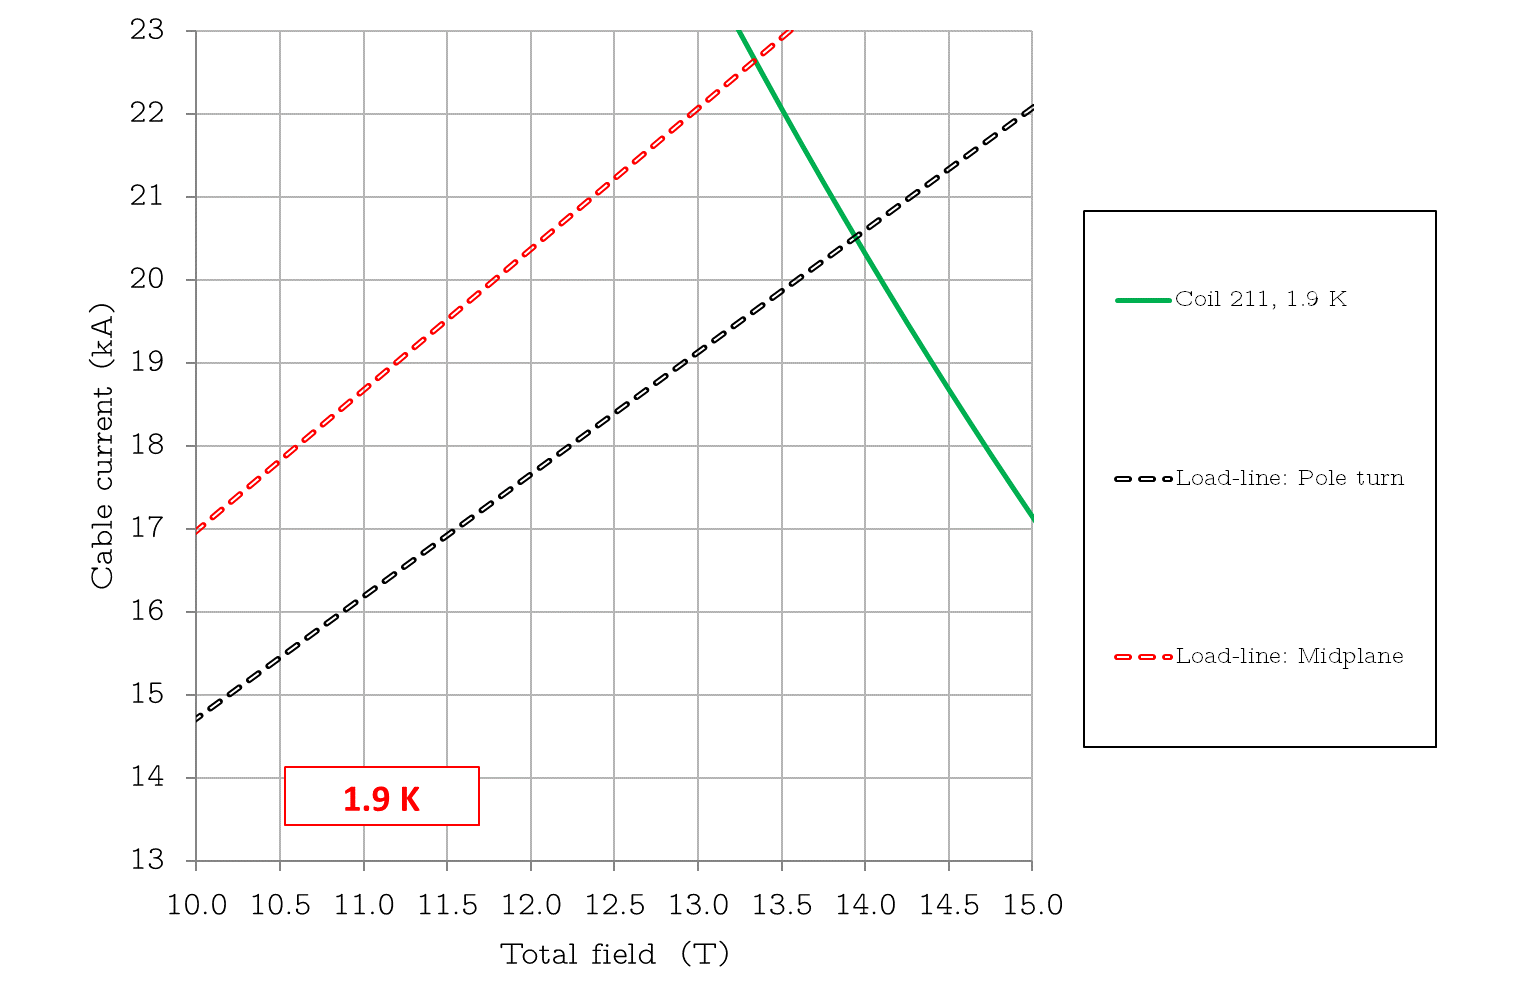 23
22
21
20
19
18
17
16
15
14
13
Cable current (kA)
1.9 K
10.0 10.5 11.0 11.5 12.0 12.5 13.0 13.5 14.0 14.5 15.0
Total field (T)
Coil 211, 1.9 K
Load-line: Pole turn
Load-line: Midplane